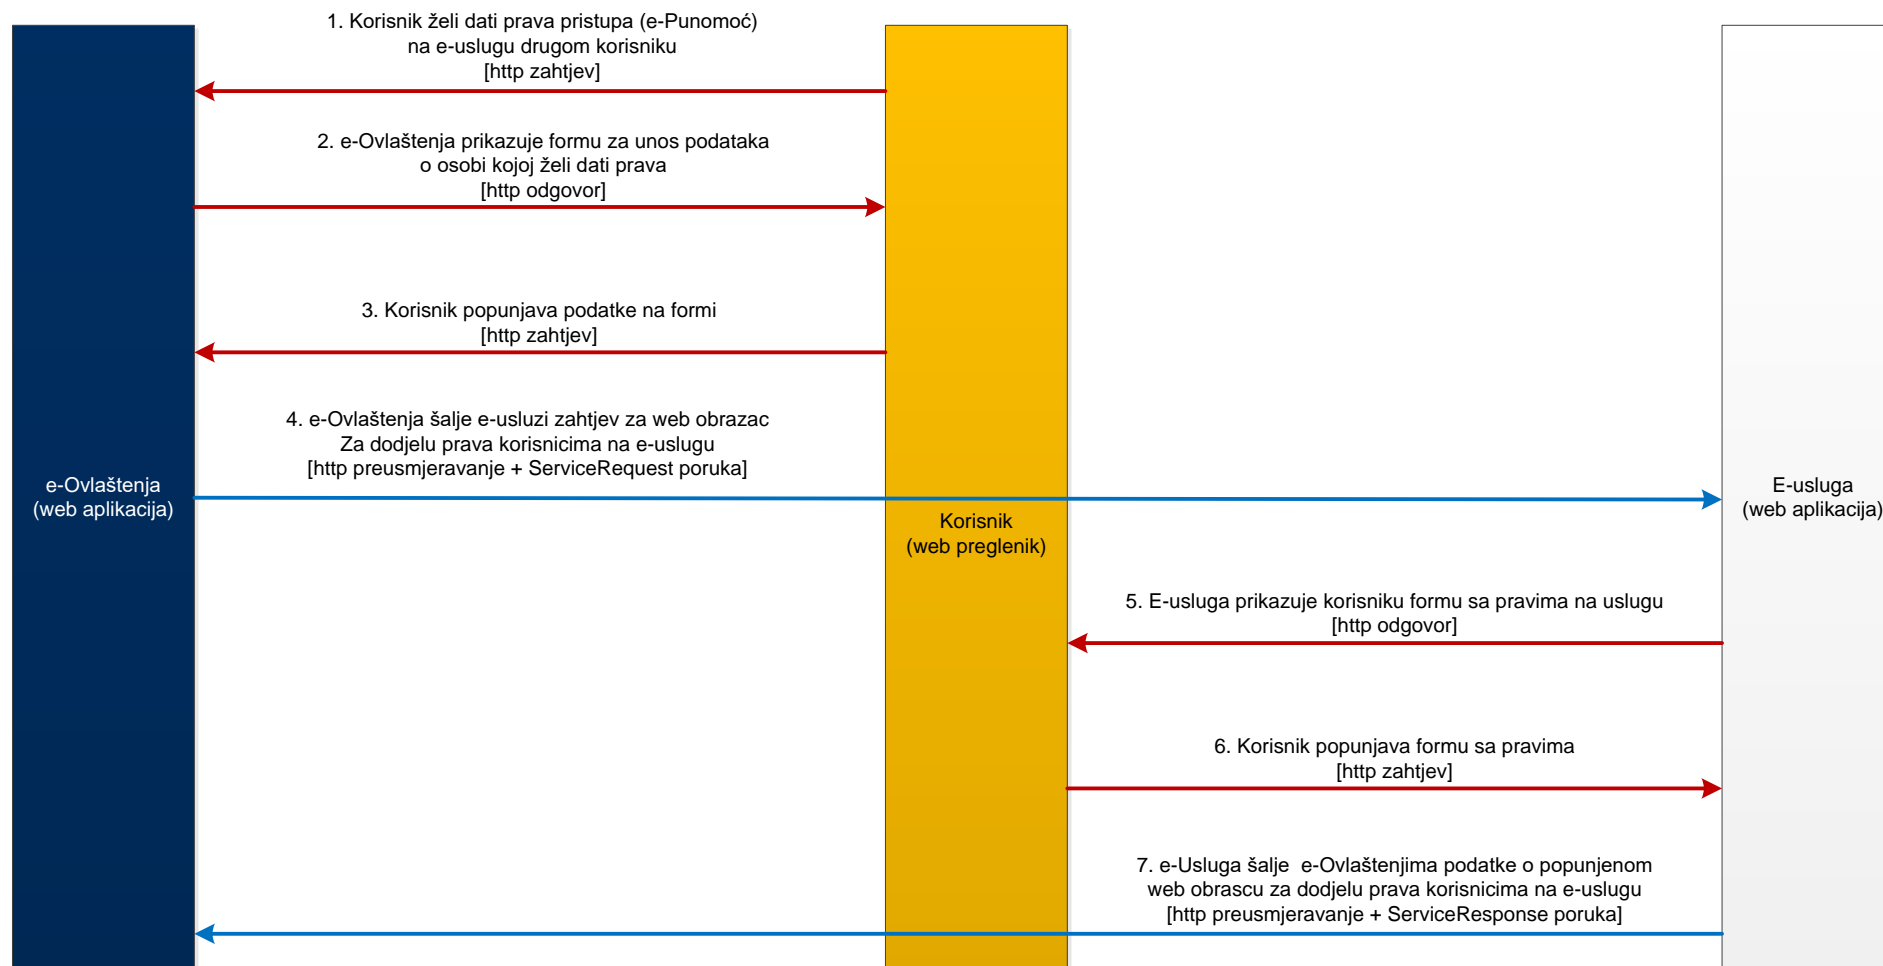 1. Korisnik želi dati prava pristupa (e-Punomoć)
na e-uslugu drugom korisniku
[http zahtjev]
2. e-Ovlaštenja prikazuje formu za unos podataka
o osobi kojoj želi dati prava
[http odgovor]
3. Korisnik popunjava podatke na formi
[http zahtjev]
4. e-Ovlaštenja šalje e-usluzi zahtjev za web obrazac
Za dodjelu prava korisnicima na e-uslugu
[http preusmjeravanje + ServiceRequest poruka]
e-Ovlaštenja
(web aplikacija)
Korisnik
(web preglenik)
E-usluga
(web aplikacija)
5. E-usluga prikazuje korisniku formu sa pravima na uslugu
[http odgovor]
6. Korisnik popunjava formu sa pravima
[http zahtjev]
7. e-Usluga šalje  e-Ovlaštenjima podatke o popunjenom
web obrascu za dodjelu prava korisnicima na e-uslugu
[http preusmjeravanje + ServiceResponse poruka]